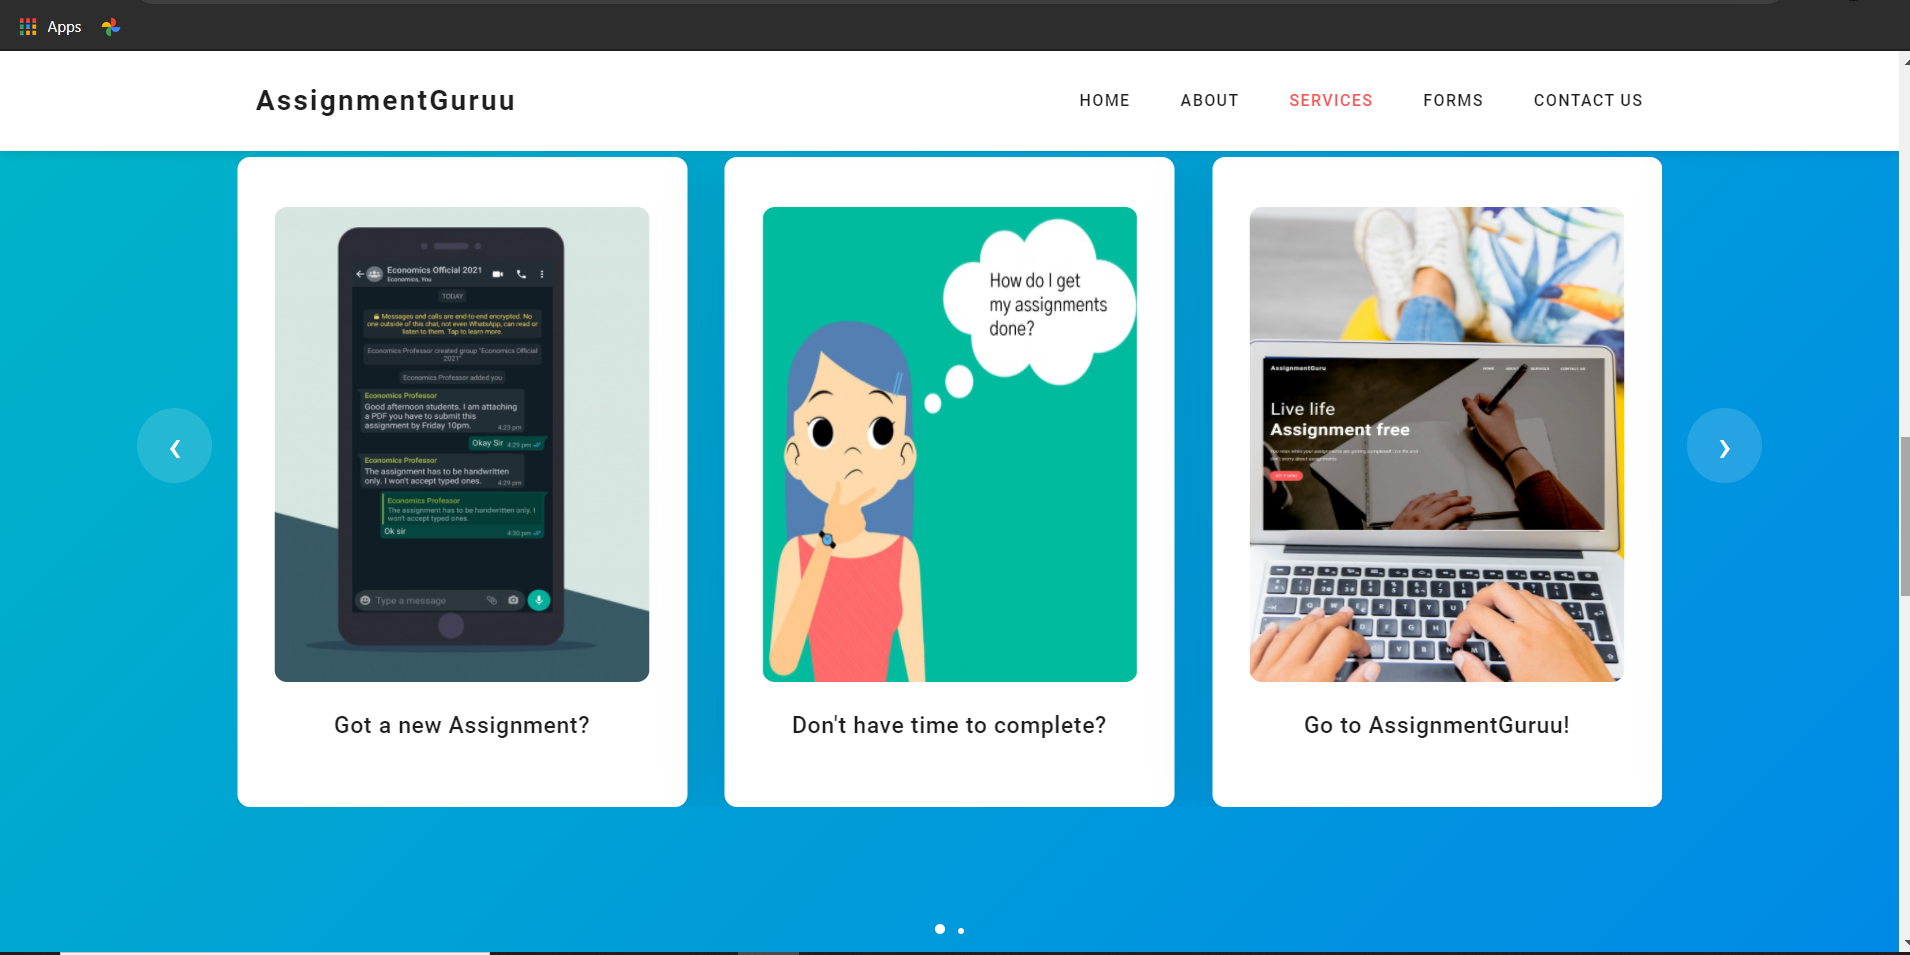 Apps
AssignmentGuruu
HOME ABOUT SERVICES FORMS CONTACT US
Economics Official 2021
Economics, You
TODAY
Messages and calls are end-to-end encrypted. No
one outside of this chat, not even WhatsApp, can read or
listen to them. Tap to learn more.
Economics Professor created group "Economics Official
2021"
Economics Professor added you
Economics Professor
Good afternoon students. I am attaching
a PDF you have to submit this
assignment by Friday 10pm.
4:23 pm
Okay Sir 4:29 pm
Economics Professor
The assignment has to be handwritten
only. I won't accept typed ones.
4:29 pm
Economics Professor
The assignment has to be handwritten only. I
won't accept typed ones.
Ok sir 4:30 pm
Type a message
Got a new Assignment?
How do I get
my assignments
done?
Don't have time to complete?
AssignmentGuru
HOME ABOUT SERVICES CONTACT US
Live life
Assignment free
Go to AssignmentGuruu!